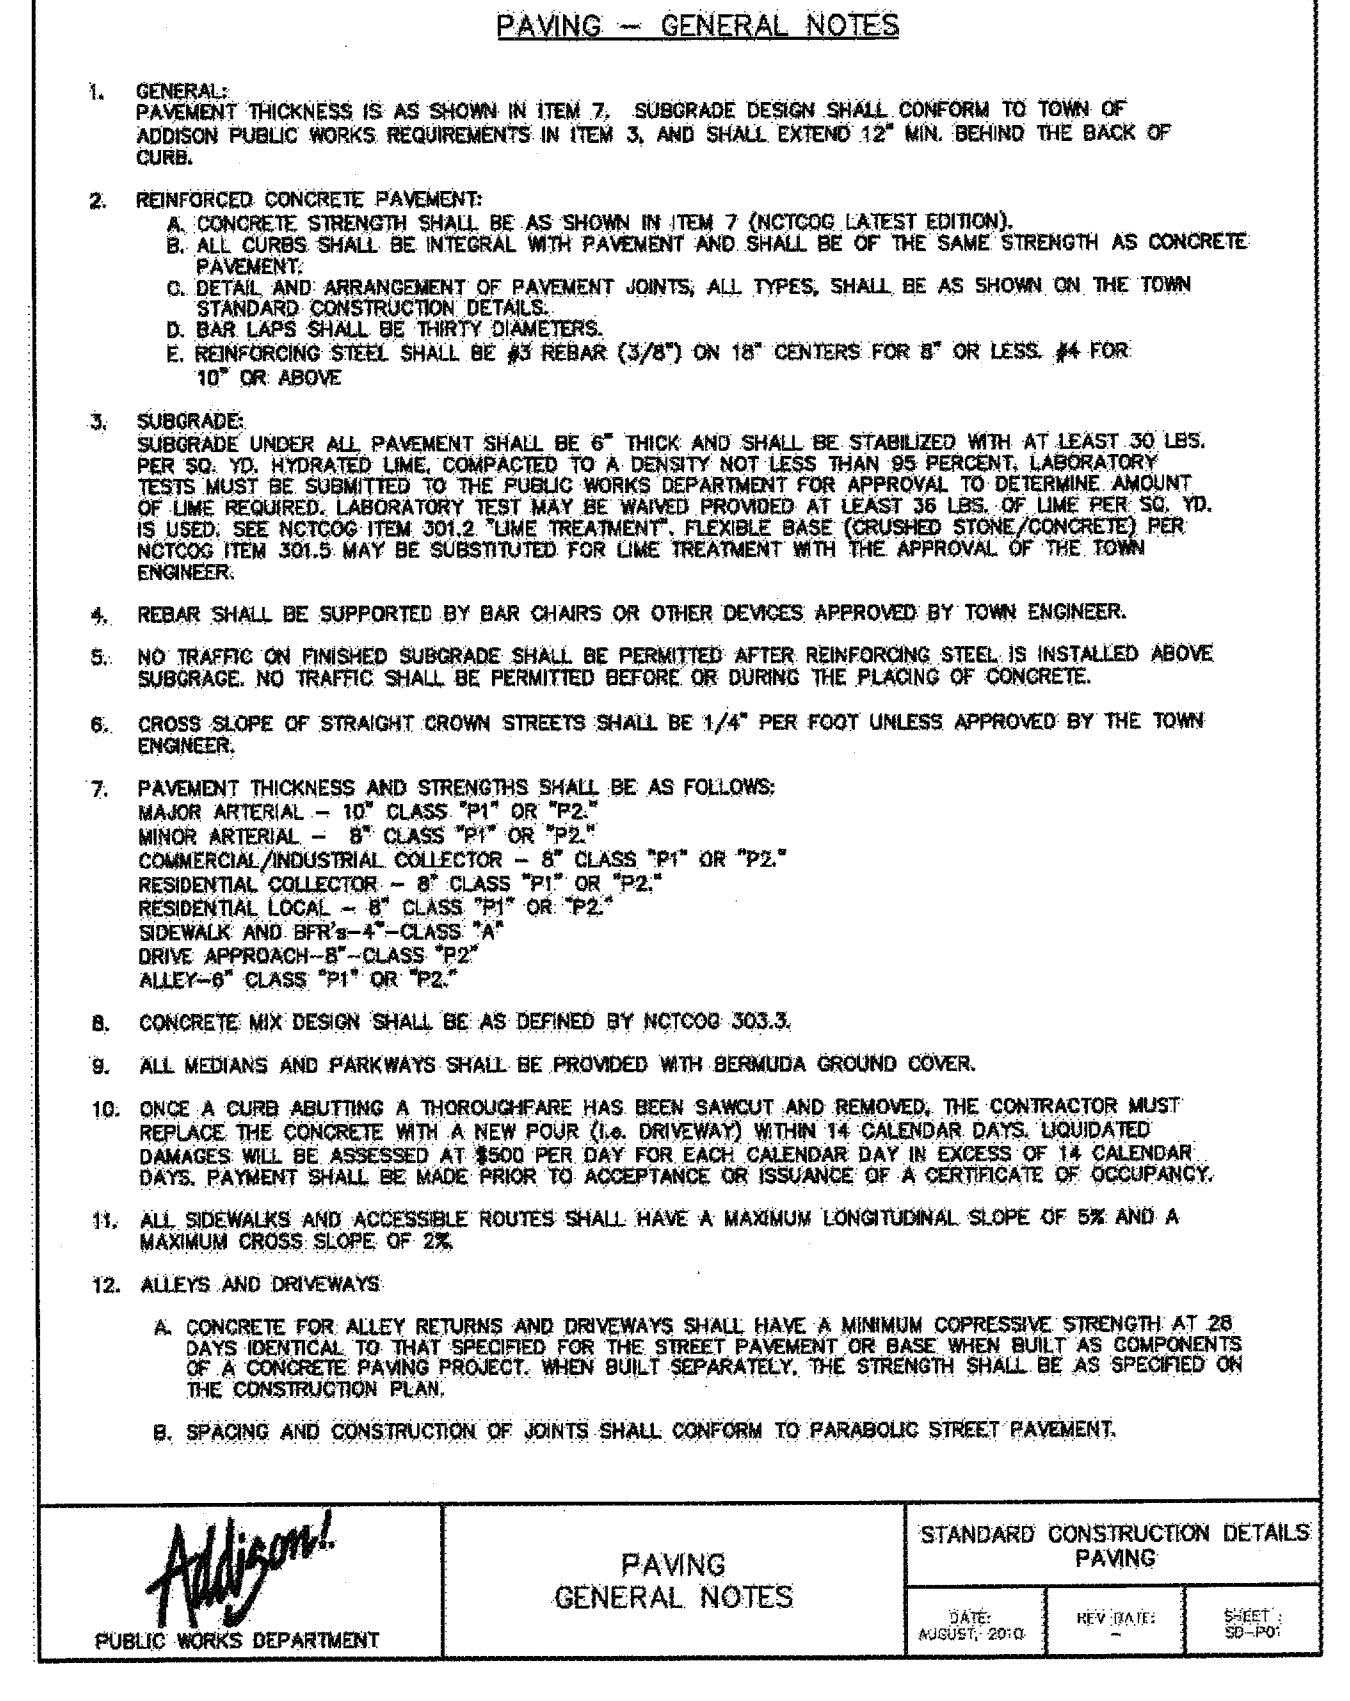 PAVING – GENERAL NOTES
1. GENERAL:
PAVEMENT THICKNESS IS AS SHOWN IN ITEM 7. SUBGRADE DESIGN SHALL CONFORM TO TOWN OF
ADDISON PUBLIC WORKS REQUIREMENTS IN ITEM 3, AND SHALL EXTEND 12" MIN. BEHIND THE BACK OF
CURB.
2. REINFORCED CONCRETE PAVEMENT:
A. CONCRETE STRENGTH SHALL BE AS SHOWN IN ITEM 7 (NCTCOG LATEST EDITION).
B. ALL CURBS SHALL BE INTEGRAL WITH PAVEMENT AND SHALL BE OF THE SAME STRENGTH AS CONCRETE
PAVEMENT.
C. DETAIL AND ARRANGEMENT OF PAVEMENT JOINTS, ALL TYPES, SHALL BE AS SHOWN ON THE TOWN
STANDARD CONSTRUCTION DETAILS.
D. BAR LAPS SHALL BE THIRTY DIAMETERS.
E. REINFORCING STEEL SHALL BE #3 REBAR (3/8") ON 18" CENTERS FOR 8" OR LESS. #4 FOR
10" OR ABOVE
3. SUBGRADE:
SUBGRADE UNDER ALL PAVEMENT SHALL BE 6" THICK AND SHALL BE STABILIZED WITH AT LEAST 30 LBS.
PER SQ. YD. HYDRATED LIME, COMPACTED TO A DENSITY NOT LESS THAN 95 PERCENT. LABORATORY
TESTS MUST BE SUBMITTED TO THE PUBLIC WORKS DEPARTMENT FOR APPROVAL TO DETERMINE AMOUNT
OF LIME REQUIRED. LABORATORY TEST MAY BE WAIVED PROVIDED AT LEAST 36 LBS. OF LIME PER SQ. YD.
IS USED. SEE NCTCOG ITEM 301.2 "LIME TREATMENT". FLEXIBLE BASE (CRUSHED STONE/CONCRETE) PER
NCTCOG ITEM 301.5 MAY BE SUBSTITUTED FOR LIME TREATMENT WITH THE APPROVAL OF THE TOWN
ENGINEER.
4. REBAR SHALL BE SUPPORTED BY BAR CHAIRS OR OTHER DEVICES APPROVED BY TOWN ENGINEER.
5. NO TRAFFIC ON FINISHED SUBGRADE SHALL BE PERMITTED AFTER REINFORCING STEEL IS INSTALLED ABOVE
SUBGRAGE. NO TRAFFIC SHALL BE PERMITTED BEFORE OR DURING THE PLACING OF CONCRETE.
6. CROSS SLOPE OF STRAIGHT CROWN STREETS SHALL BE 1/4" PER FOOT UNLESS APPROVED BY THE TOWN
ENGINEER.
7. PAVEMENT THICKNESS AND STRENGTHS SHALL BE AS FOLLOWS:
MAJOR ARTERIAL – 10" CLASS "P1" OR "P2."
MINOR ARTERIAL – 8" CLASS "P1" OR "P2."
COMMERCIAL/INDUSTRIAL COLLECTOR – 8" CLASS "P1" OR "P2."
RESIDENTIAL COLLECTOR – 8" CLASS "P1" OR "P2."
RESIDENTIAL LOCAL – 8" CLASS "P1" OR "P2."
SIDEWALK AND BFR's–4"–CLASS "A"
DRIVE APPROACH–8"–CLASS "P2"
ALLEY–8" CLASS "P1" OR "P2."
8. CONCRETE MIX DESIGN SHALL BE AS DEFINED BY NCTCOG 303.3.
9. ALL MEDIANS AND PARKWAYS SHALL BE PROVIDED WITH BERMUDA GROUND COVER.
10. ONCE A CURB ABUTTING A THOROUGHFARE HAS BEEN SAWCUT AND REMOVED, THE CONTRACTOR MUST
REPLACE THE CONCRETE WITH A NEW POUR (i.e. DRIVEWAY) WITHIN 14 CALENDAR DAYS. LIQUIDATED
DAMAGES WILL BE ASSESSED AT $500 PER DAY FOR EACH CALENDAR DAY IN EXCESS OF 14 CALENDAR
DAYS. PAYMENT SHALL BE MADE PRIOR TO ACCEPTANCE OR ISSUANCE OF A CERTIFICATE OF OCCUPANCY.
11. ALL SIDEWALKS AND ACCESSIBLE ROUTES SHALL HAVE A MAXIMUM LONGITUDINAL SLOPE OF 5% AND A
MAXIMUM CROSS SLOPE OF 2%
12. ALLEYS AND DRIVEWAYS
A. CONCRETE FOR ALLEY RETURNS AND DRIVEWAYS SHALL HAVE A MINIMUM COPRESSIVE STRENGTH AT 28
DAYS IDENTICAL TO THAT SPECIFIED FOR THE STREET PAVEMENT OR BASE WHEN BUILT AS COMPONENTS
OF A CONCRETE PAVING PROJECT. WHEN BUILT SEPARATELY, THE STRENGTH SHALL BE AS SPECIFIED ON
THE CONSTRUCTION PLAN.
B. SPACING AND CONSTRUCTION OF JOINTS SHALL CONFORM TO PARABOLIC STREET PAVEMENT.
Addison!
PUBLIC WORKS DEPARTMENT
PAVING
GENERAL NOTES
STANDARD CONSTRUCTION DETAILS
PAVING
DATE:
AUGUST, 2010
REV DATE:
–
SHEET :
SD–P01